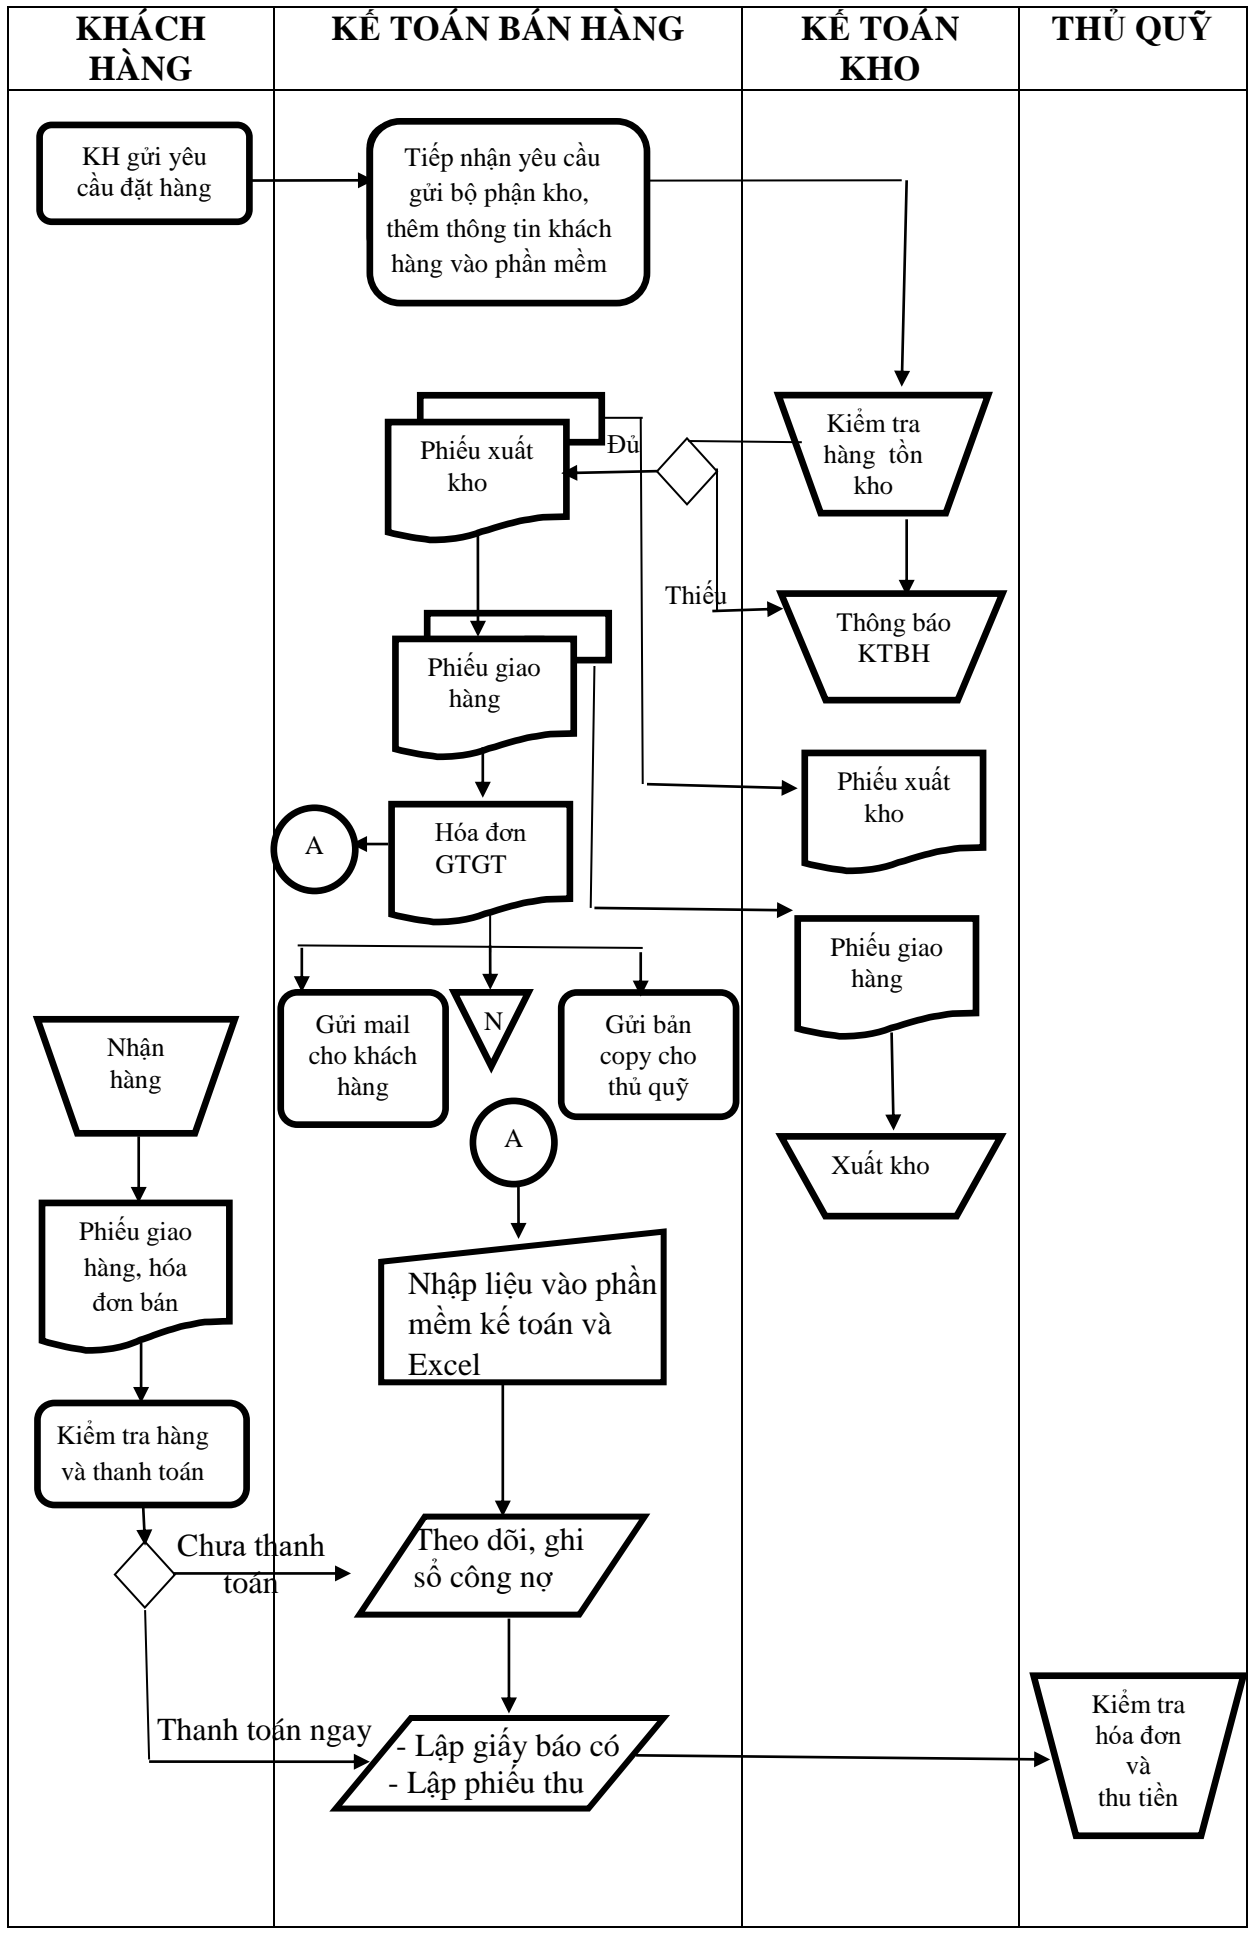 KHÁCH
HÀNG
KẾ TOÁN BÁN HÀNG
KẾ TOÁN
KHO
THỦ QUỸ
KH gửi yêu
cầu đặt hàng
Tiếp nhận yêu cầu
gửi bộ phận kho,
thêm thông tin khách
hàng vào phần mềm
Kiểm tra
hàng tồn
kho
Đủ
Phiếu xuất
kho
Thiếu
Thông báo
KTBH
Phiếu giao
hàng
Phiếu xuất
kho
Hóa đơn
GTGT
A
Phiếu giao
hàng
Gửi mail
cho khách
hàng
N
Gửi bản
copy cho
thủ quỹ
Nhận
hàng
A
Xuất kho
Phiếu giao
hàng, hóa
đơn bán
Nhập liệu vào phần
mềm kế toán và
Excel
Kiểm tra hàng
và thanh toán
Chưa thanh
toán
Theo dõi, ghi
sổ công nợ
Thanh toán ngay
- Lập giấy báo có
- Lập phiếu thu
Kiểm tra
hóa đơn
và
thu tiền